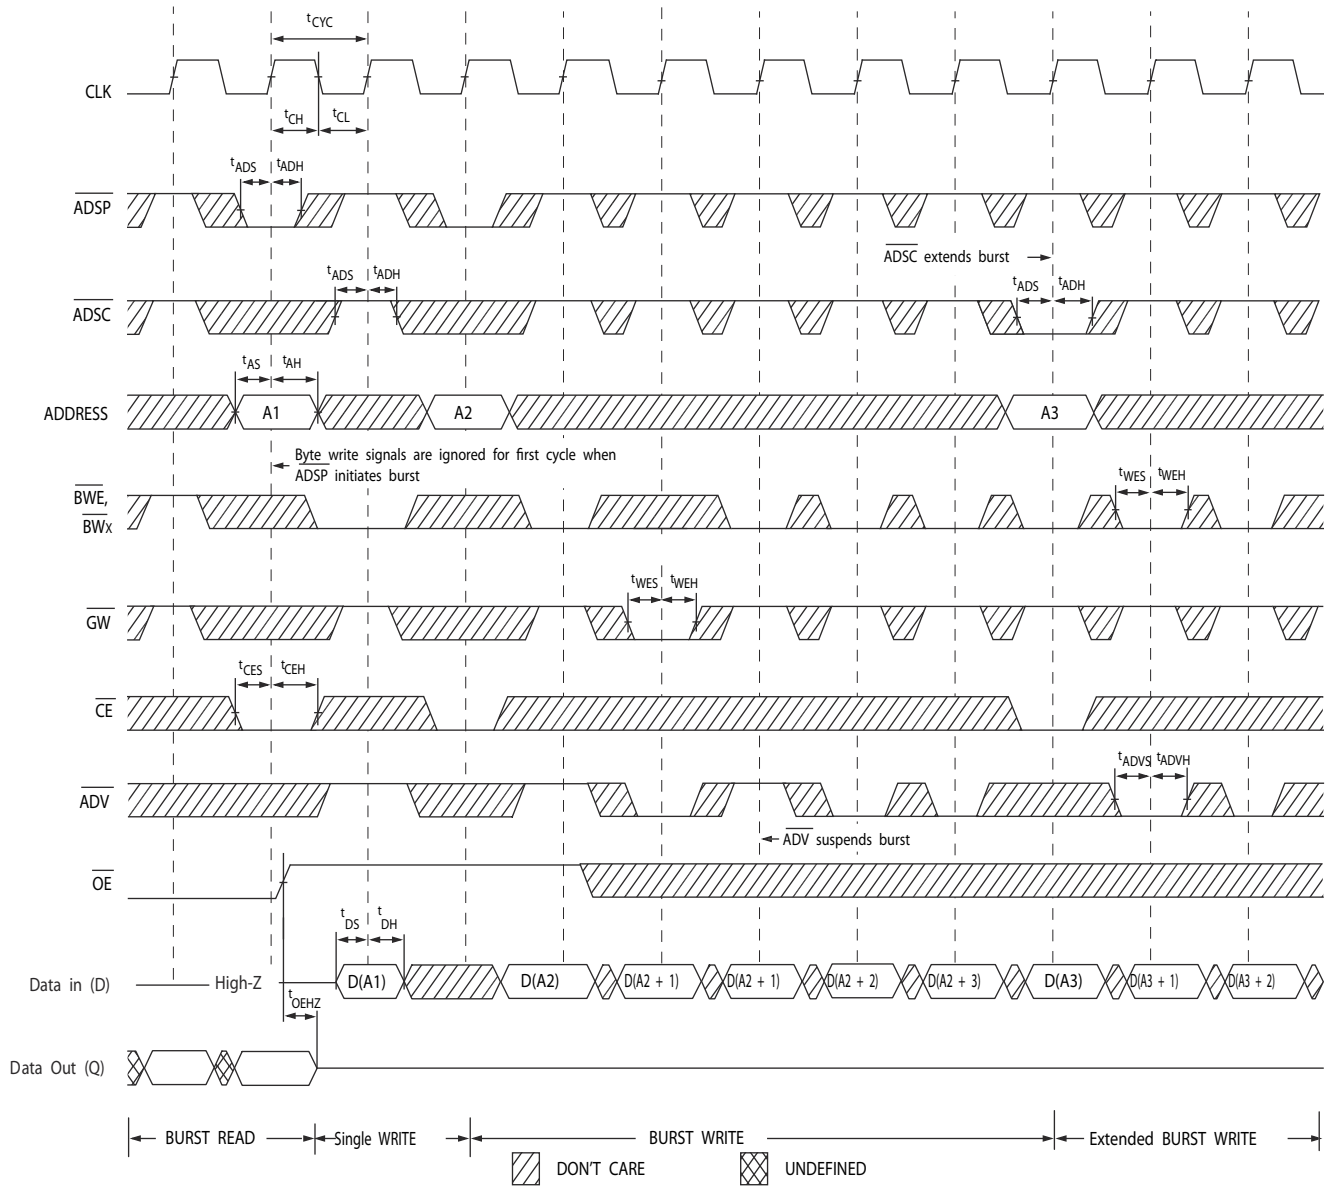 tCYC
CLK
tCH
tCL
tADS
tADH
ADSP
ADSC extends burst
tADS
tADH
tADS
tADH
ADSC
tAS
tAH
ADDRESS
A1
A2
A3
Byte write signals are ignored for first cycle when
ADSP initiates burst
BWE,
BWx
tWES
tWEH
tWES
tWEH
GW
tCES
tCEH
CE
tADVS
tADVH
ADV
ADV suspends burst
OE
tDS
tDH
Data in (D)
High-Z
D(A1)
D(A2)
D(A2 + 1)
D(A2 + 1)
D(A2 + 2)
D(A2 + 3)
D(A3)
D(A3 + 1)
D(A3 + 2)
tOEHZ
Data Out (Q)
BURST READ
Single WRITE
BURST WRITE
Extended BURST WRITE
DON'T CARE
UNDEFINED